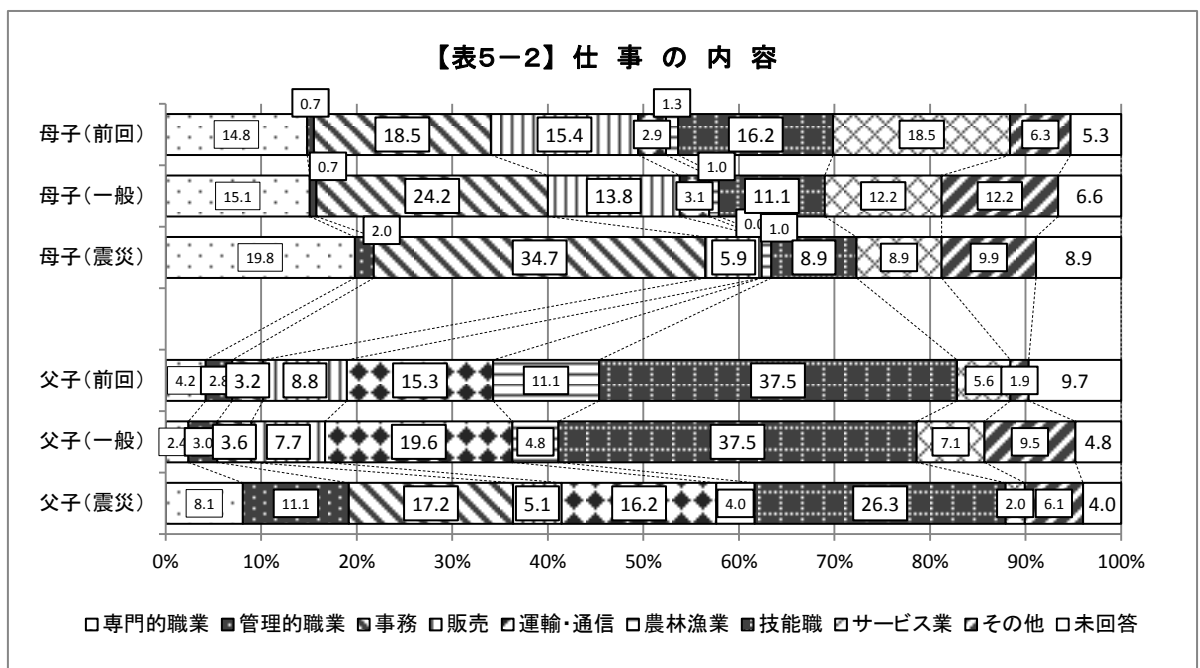 【表5－2】 仕 事 の 内 容
0.7 1.3
母子（前回） 14.8 18.5 15.4 2.9 16.2 18.5 6.3 5.3
0.7 1.0
母子（一般） 15.1 24.2 13.8 3.1 11.1 12.2 12.2 6.6
2.0 1.0
母子（震災） 19.8 34.7 5.9 8.9 8.9 9.9 8.9
父子（前回） 4.2 2.8 3.2 8.8 15.3 11.1 37.5 5.6 1.9 9.7
父子（一般） 2.4 3.0 3.6 7.7 19.6 4.8 37.5 7.1 9.5 4.8
父子（震災） 8.1 11.1 17.2 5.1 16.2 4.0 26.3 2.0 6.1 4.0
0% 10% 20% 30% 40% 50% 60% 70% 80% 90% 100%
専門的職業 管理的職業 事務 販売 運輸・通信 農林漁業 技能職 サービス業 その他 未回答